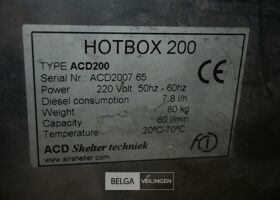 HOTBOX 200
TYPE ACD200
Serial Nr.: ACD2007 65
Power 220 Volt 50hz - 60hz
Diesel consumption 7,8 l/h
Weight 60 kg
Capacity 60 l/min
Temperature 20°C-70°C
ACD Shelter techniek
www.airshelter.com
CE
BELGA VEILINGEN